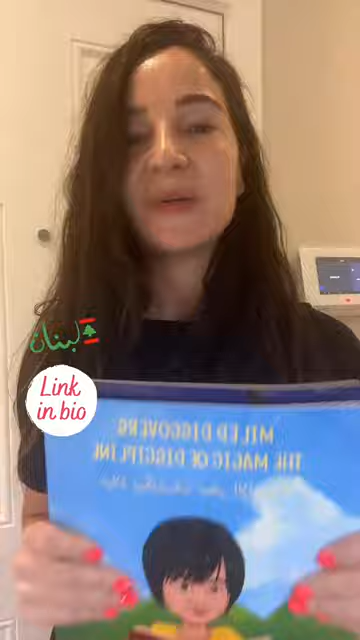 لبنان
Link
in bio
MILED DISCOVERS
THE MAGIC OF DISCIPLINE